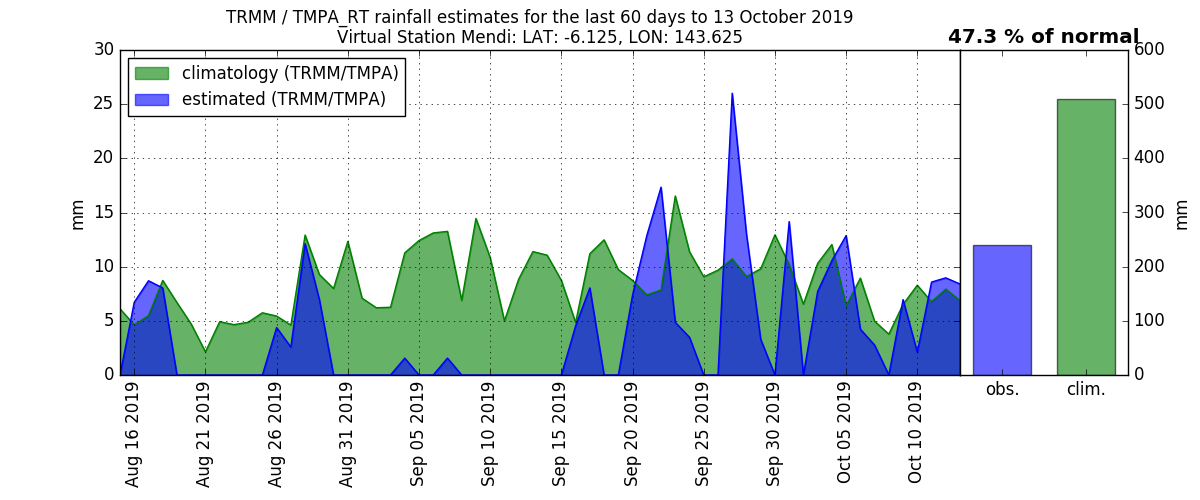 TRMM / TMPA_RT rainfall estimates for the last 60 days to 13 October 2019
Virtual Station Mendi: LAT: -6.125, LON: 143.625
47.3 % of normal
climatology (TRMM/TMPA)
estimated (TRMM/TMPA)
mm
30
25
20
15
10
5
0
Aug 16 2019
Aug 21 2019
Aug 26 2019
Aug 31 2019
Sep 05 2019
Sep 10 2019
Sep 15 2019
Sep 20 2019
Sep 25 2019
Sep 30 2019
Oct 05 2019
Oct 10 2019
obs.
clim.
600
500
400
300
200
100
0
mm